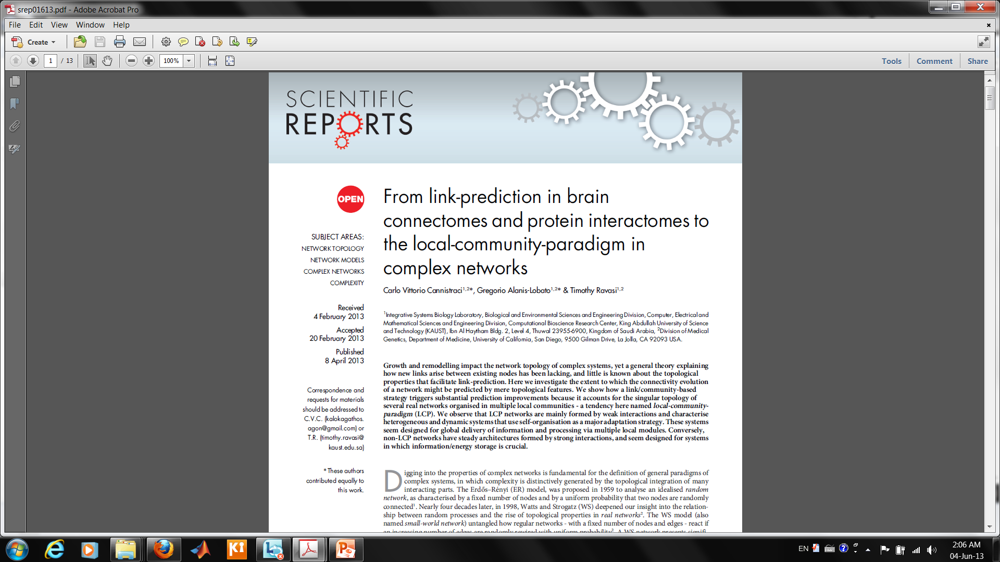 srep01613.pdf - Adobe Acrobat Pro
File Edit View Window Help
Create
1 / 13 100% Tools Comment Share
SCIENTIFIC
REPORTS
OPEN
From link-prediction in brain
connectomes and protein interactomes to
the local-community-paradigm in
complex networks
SUBJECT AREAS:
NETWORK TOPOLOGY
NETWORK MODELS
COMPLEX NETWORKS
COMPLEXITY
Carlo Vittorio Cannistraci1,2*, Gregorio Alanis-Lobato1,2* & Timothy Ravasi1,2
Received
4 February 2013
Accepted
20 February 2013
Published
8 April 2013
1Integrative Systems Biology Laboratory, Biological and Environmental Sciences and Engineering Division, Computer, Electrical and
Mathematical Sciences and Engineering Division, Computational Bioscience Research Center, King Abdullah University of Science
and Technology (KAUST), Ibn Al Haytham Bldg. 2, Level 4, Thuwal 23955-6900, Kingdom of Saudi Arabia, 2Division of Medical
Genetics, Department of Medicine, University of California, San Diego, 9500 Gilman Drive, La Jolla, CA 92093 USA.
Growth and remodelling impact the network topology of complex systems, yet a general theory explaining
how new links arise between existing nodes has been lacking, and little is known about the topological
properties that facilitate link-prediction. Here we investigate the extent to which the connectivity evolution
of a network might be predicted by mere topological features. We show how a link/community-based
strategy triggers substantial prediction improvements because it accounts for the singular topology of
several real networks organised in multiple local communities - a tendency here named local-community-
paradigm (LCP). We observe that LCP networks are mainly formed by weak interactions and characterise
heterogeneous and dynamic systems that use self-organisation as a major adaptation strategy. These systems
seem designed for global delivery of information and processing via multiple local modules. Conversely,
non-LCP networks have steady architectures formed by strong interactions, and seem designed for systems
in which information/energy storage is crucial.
Correspondence and
requests for materials
should be addressed to
C.V.C. (kalokagathos.
agon@gmail.com) or
T.R. (timothy.ravasi@
kaust.edu.sa)
* These authors
contributed equally to
this work.
Digging into the properties of complex networks is fundamental for the definition of general paradigms of
complex systems, in which complexity is distinctively generated by the topological integration of many
interacting parts. The Erdős–Rényi (ER) model, was proposed in 1959 to analyse an idealised random
network, as characterised by a fixed number of nodes and by a uniform probability that two nodes are randomly
connected1. Nearly four decades later, in 1998, Watts and Strogatz (WS) deepened our insight into the relation-
ship between random processes and the rise of topological properties in real networks2. The WS model (also
named small-world network) untangled how regular networks - with a fixed number of nodes and edges - react if
an increasing number of edges are randomly rewired with uniform probability2. A WS network presents signifi-
EN
2:06 AM
04-Jun-13